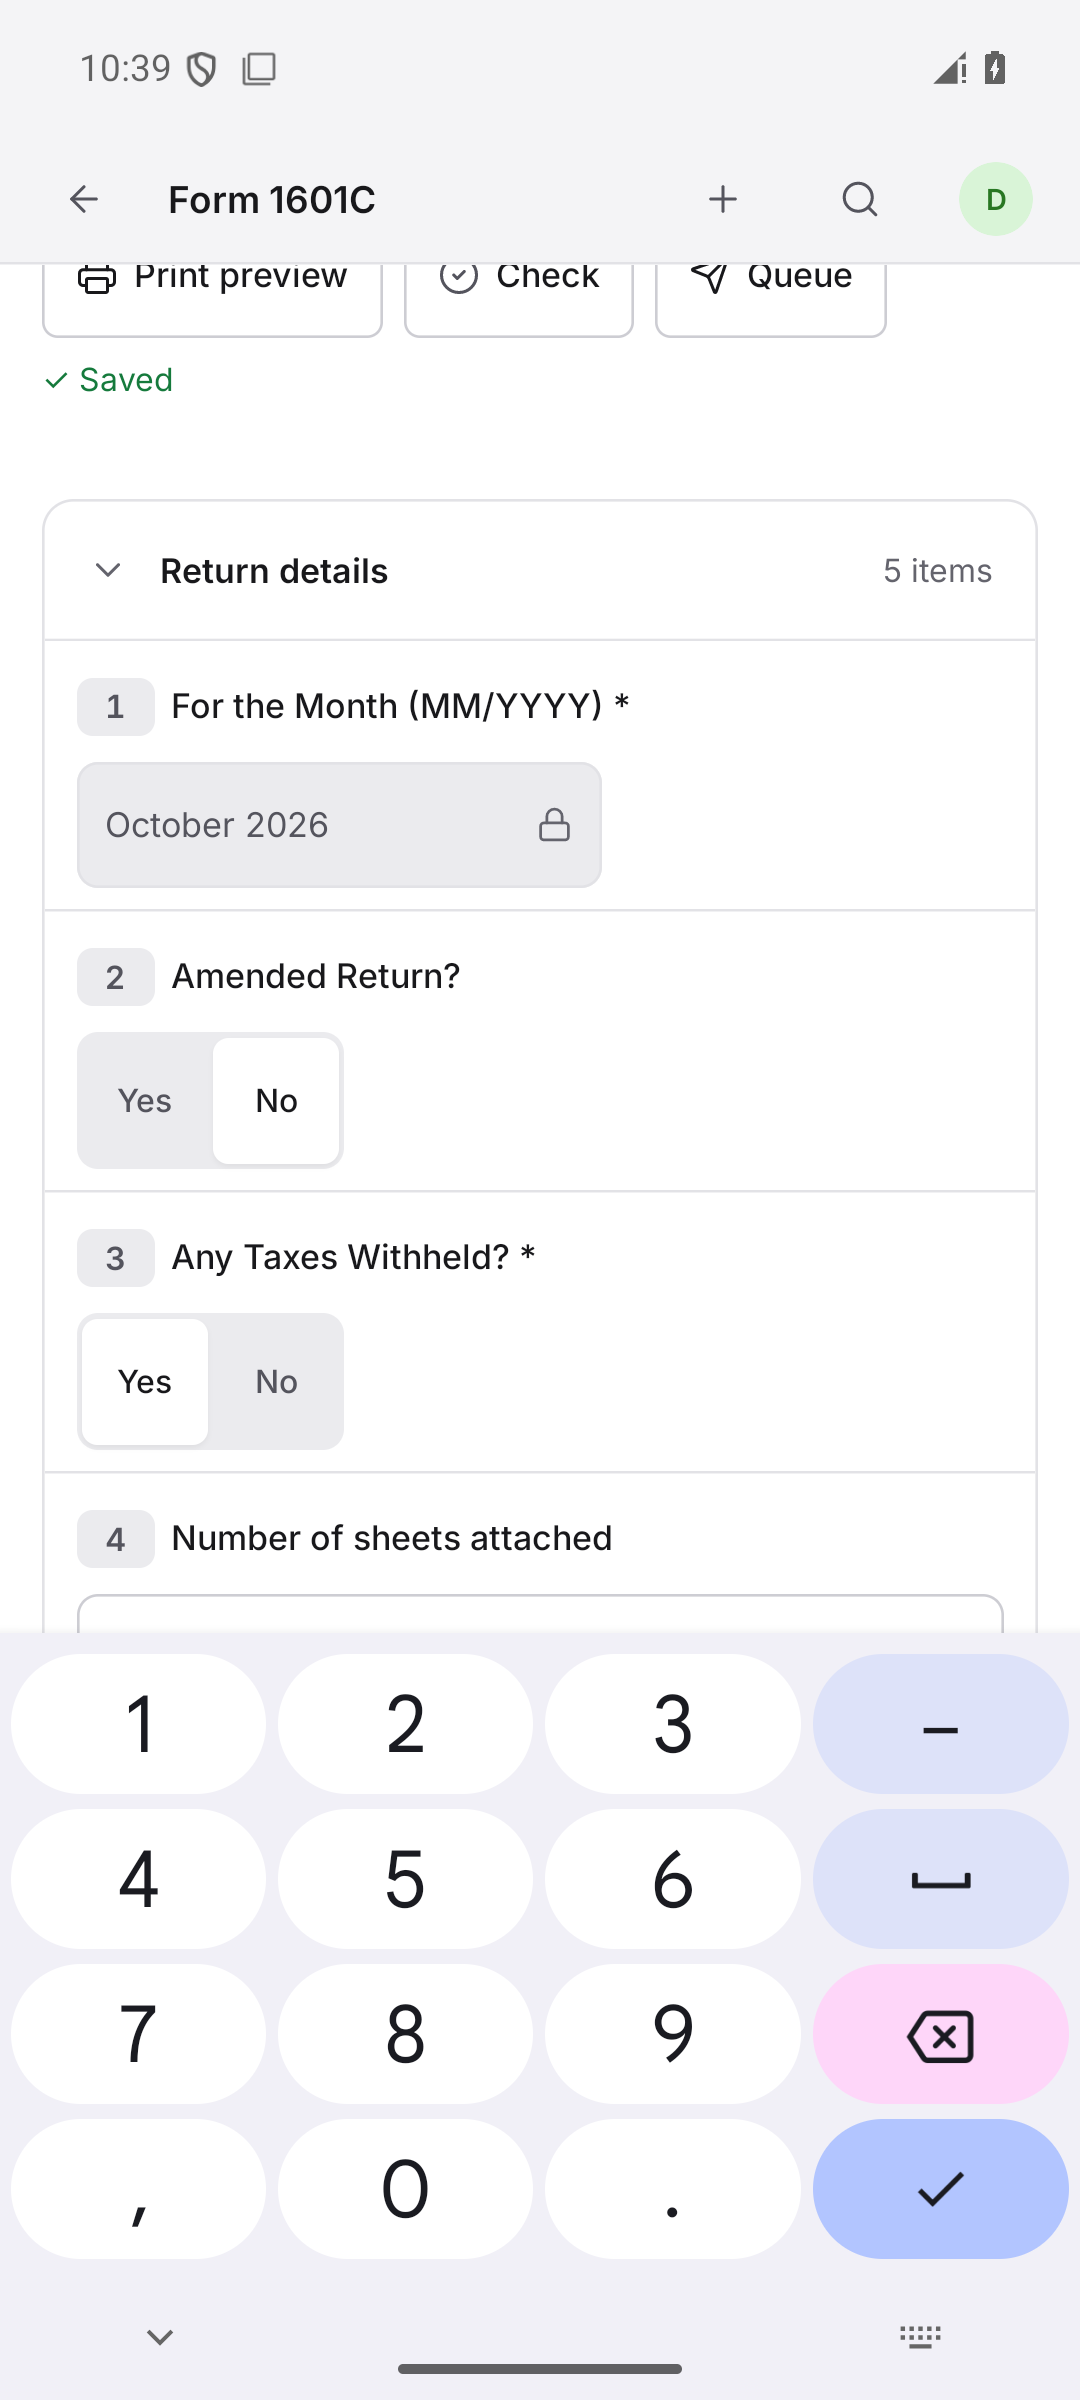 10:39
Form 1601C
D
Print preview
Check
Queue
Saved
Return details
5 items
1 For the Month (MM/YYYY) *
October 2026
2 Amended Return?
Yes No
3 Any Taxes Withheld? *
Yes No
4 Number of sheets attached
1 2 3 –
4 5 6
7 8 9
, 0 .